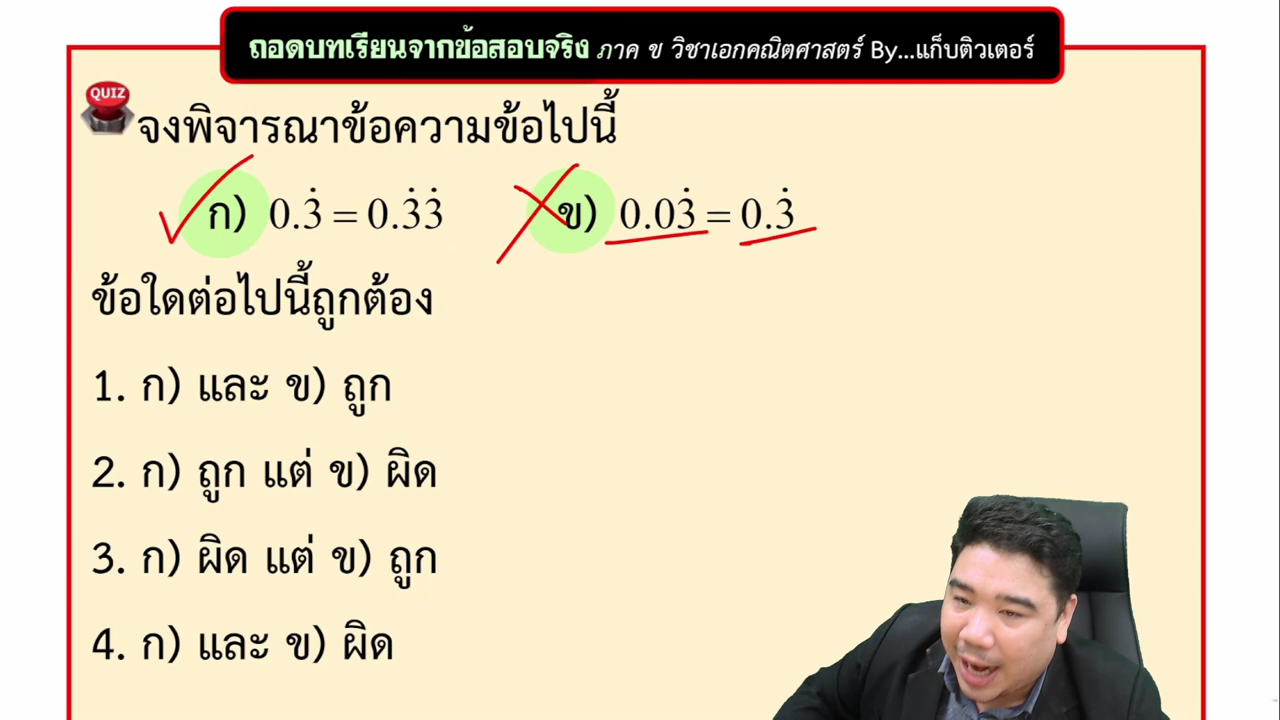 ถอดบทเรียนจากข้อสอบจริง ภาค ข วิชาเอกคณิตศาสตร์ By...แก็บติวเตอร์
QUIZ
จงพิจารณาข้อความข้อไปนี้
ก) 0.3̇ = 0.3̇3̇ ข) 0.03̇ = 0.3̇
ข้อใดต่อไปนี้ถูกต้อง
1. ก) และ ข) ถูก
2. ก) ถูก แต่ ข) ผิด
3. ก) ผิด แต่ ข) ถูก
4. ก) และ ข) ผิด